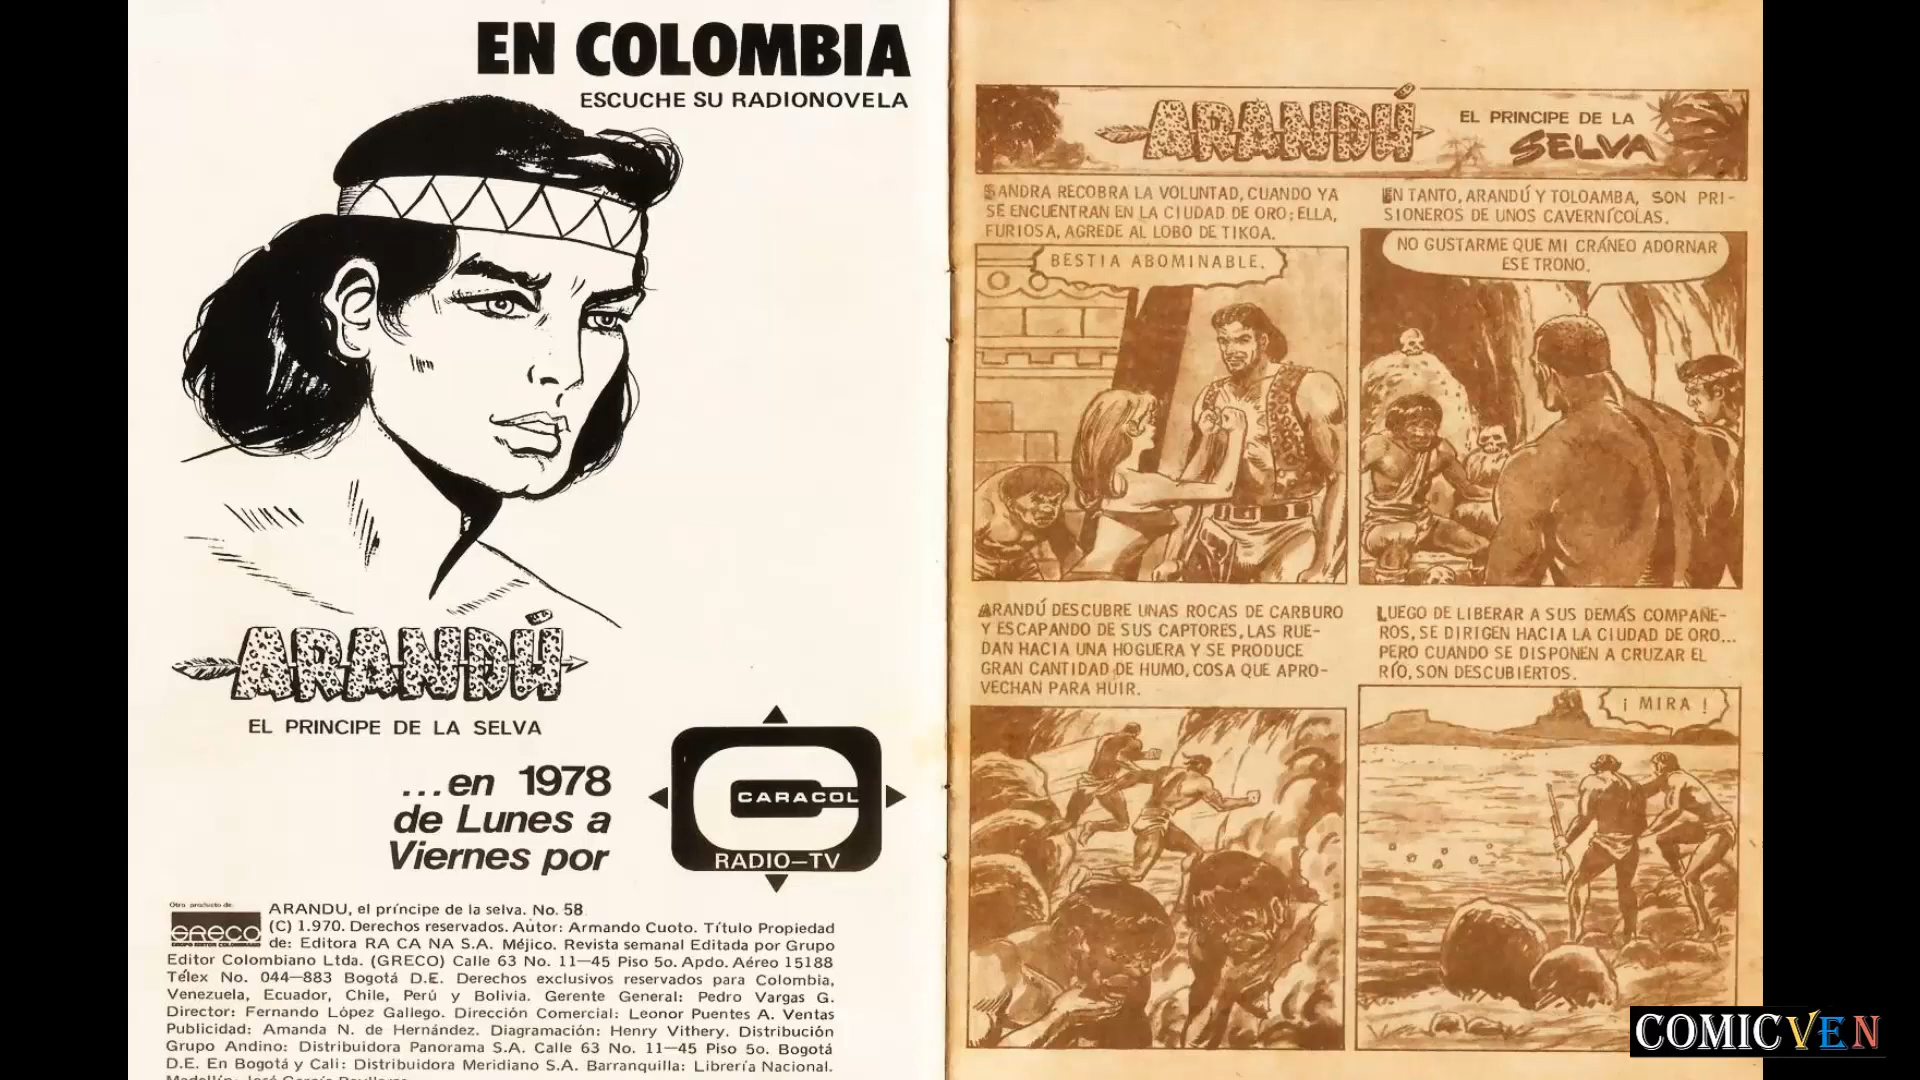 EN COLOMBIA
ESCUCHE SU RADIONOVELA
ARANDÚ
EL PRINCIPE DE LA SELVA
...en 1978
de Lunes a
Viernes por
CARACOL
RADIO—TV
Otro producto de:
GRECO
GRUPO EDITOR COLOMBIANO
ARANDU, el príncipe de la selva. No. 58
(C) 1.970. Derechos reservados. Autor: Armando Cuoto. Título Propiedad
de: Editora RA CA NA S.A. Méjico. Revista semanal Editada por Grupo
Editor Colombiano Ltda. (GRECO) Calle 63 No. 11—45 Piso 5o. Apdo. Aéreo 15188
Télex No. 044—883 Bogotá D.E. Derechos exclusivos reservados para Colombia,
Venezuela, Ecuador, Chile, Perú y Bolivia. Gerente General: Pedro Vargas G.
Director: Fernando López Gallego. Dirección Comercial: Leonor Puentes A. Ventas
Publicidad: Amanda N. de Hernández. Diagramación: Henry Vithery. Distribución
Grupo Andino: Distribuidora Panorama S.A. Calle 63 No. 11—45 Piso 5o. Bogotá
D.E. En Bogotá y Cali: Distribuidora Meridiano S.A. Barranquilla: Librería Nacional.
ARANDÚ
EL PRINCIPE DE LA
SELVA
SANDRA RECOBRA LA VOLUNTAD, CUANDO YA
SE ENCUENTRAN EN LA CIUDAD DE ORO; ELLA,
FURIOSA, AGREDE AL LOBO DE TIKOA.
BESTIA ABOMINABLE.
EN TANTO, ARANDÚ Y TOLOAMBA, SON PRI-
SIONEROS DE UNOS CAVERNÍCOLAS.
NO GUSTARME QUE MI CRÁNEO ADORNAR
ESE TRONO.
ARANDÚ DESCUBRE UNAS ROCAS DE CARBURO
Y ESCAPANDO DE SUS CAPTORES, LAS RUE-
DAN HACIA UNA HOGUERA Y SE PRODUCE
GRAN CANTIDAD DE HUMO, COSA QUE APRO-
VECHAN PARA HUIR.
LUEGO DE LIBERAR A SUS DEMÁS COMPAÑE-
ROS, SE DIRIGEN HACIA LA CIUDAD DE ORO...
PERO CUANDO SE DISPONEN A CRUZAR EL
RÍO, SON DESCUBIERTOS.
¡ MIRA !
COMICVEN